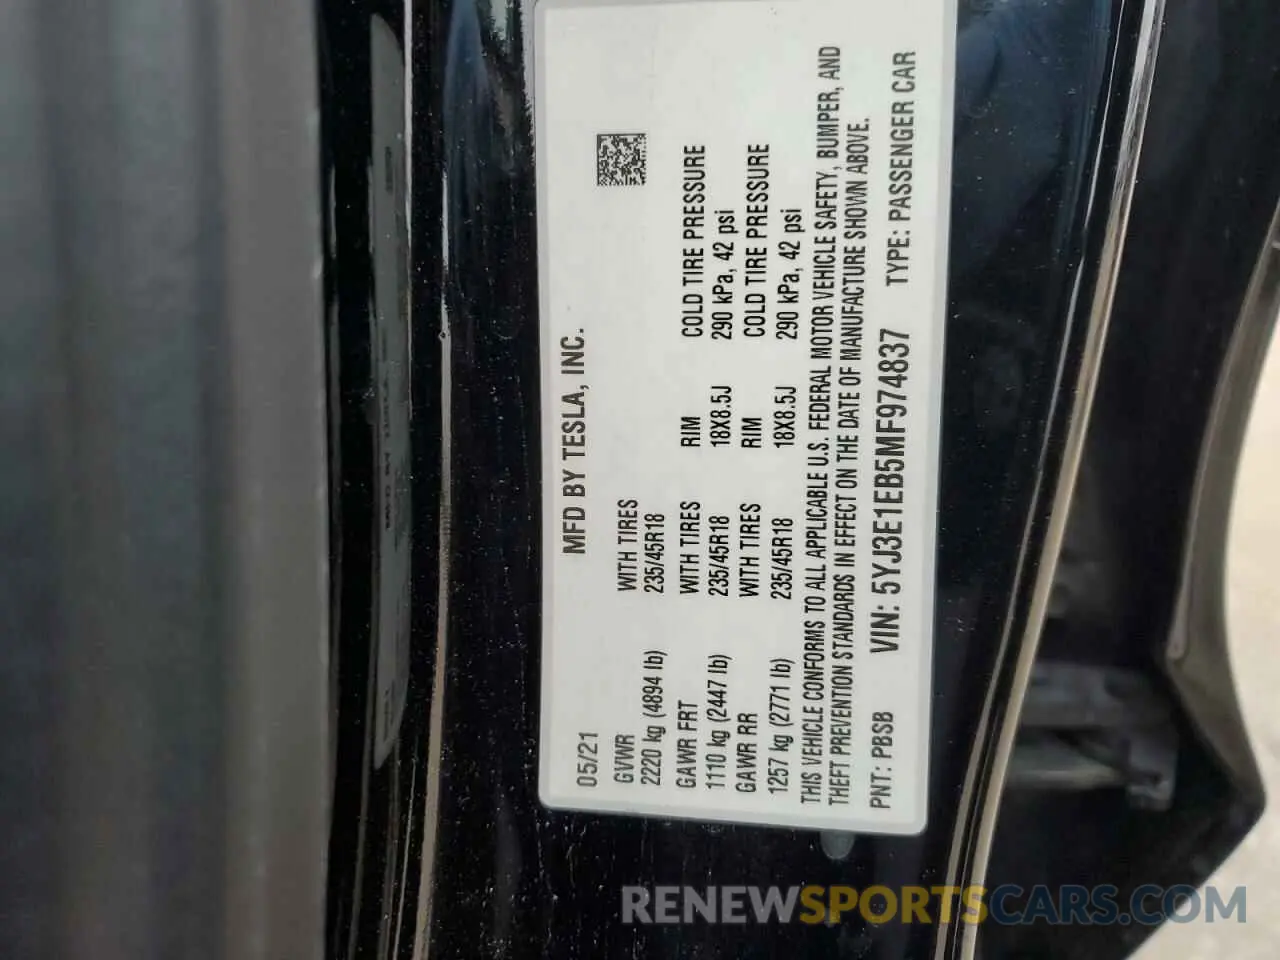 MFD BY TESLA, INC.
05/21
GVWR WITH TIRES
2220 kg (4894 lb) 235/45R18
GAWR FRT WITH TIRES RIM COLD TIRE PRESSURE
1110 kg (2447 lb) 235/45R18 18X8.5J 290 kPa, 42 psi
GAWR RR WITH TIRES RIM COLD TIRE PRESSURE
1257 kg (2771 lb) 235/45R18 18X8.5J 290 kPa, 42 psi
THIS VEHICLE CONFORMS TO ALL APPLICABLE U.S. FEDERAL MOTOR VEHICLE SAFETY, BUMPER, AND
THEFT PREVENTION STANDARDS IN EFFECT ON THE DATE OF MANUFACTURE SHOWN ABOVE.
PNT: PBSB VIN: 5YJ3E1EB5MF974837 TYPE: PASSENGER CAR
RENEWSPORTSCARS.COM